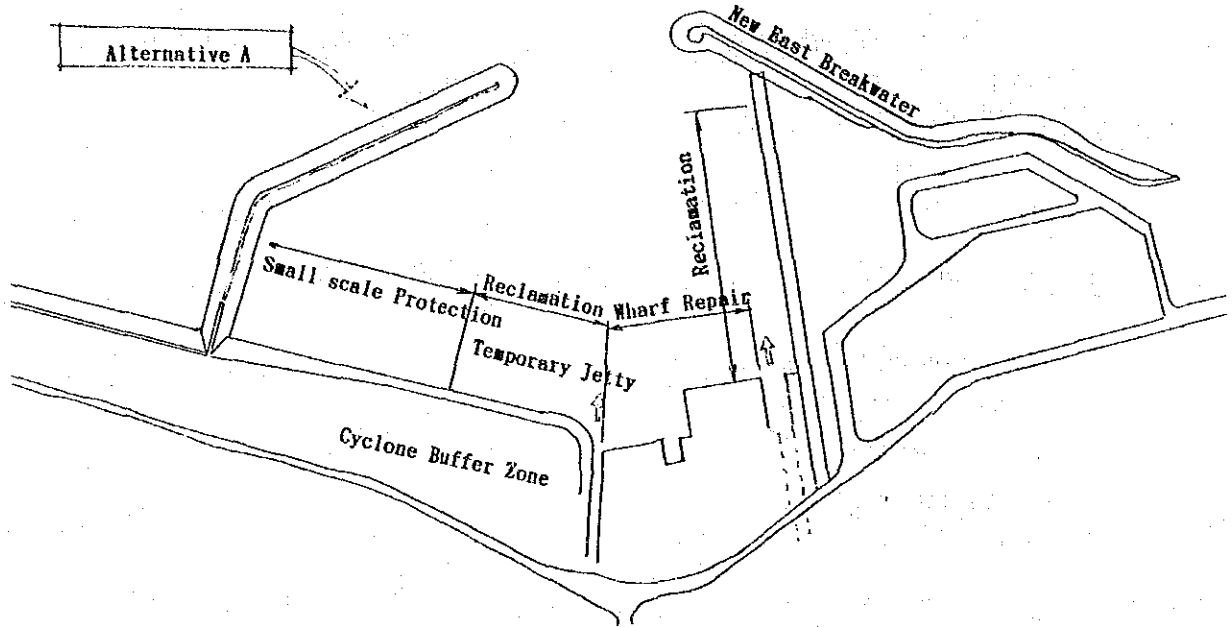 Alternative A
New East Breakwater
Reclamation
Small scale Protection
Reclamation
Wharf Repair
Temporary Jetty
Cyclone Buffer Zone